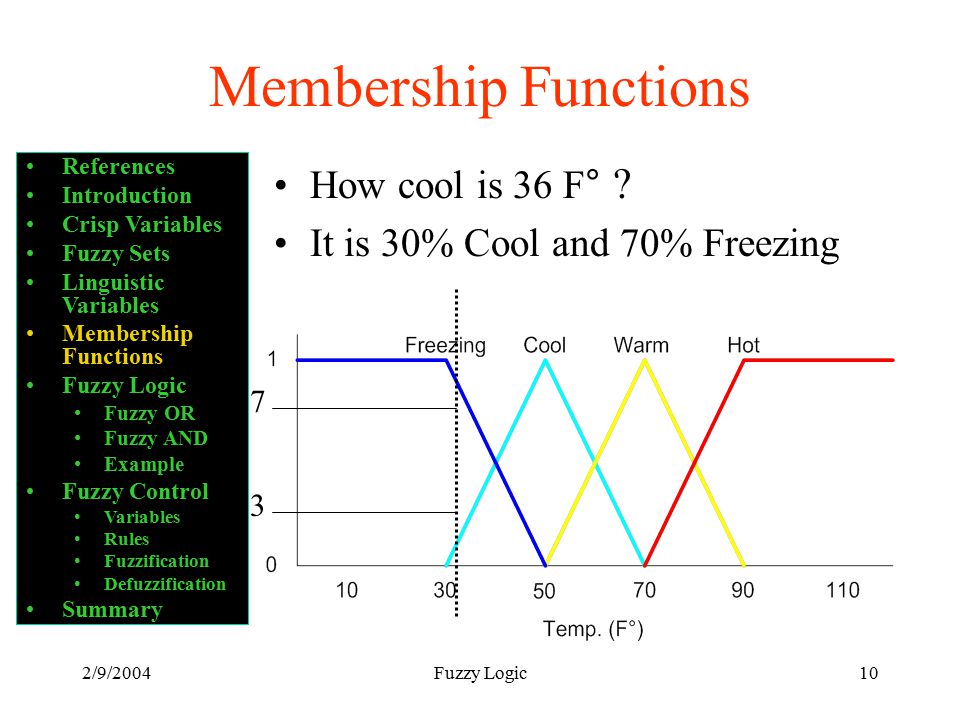 Membership Functions
• References
• Introduction
• Crisp Variables
• Fuzzy Sets
• Linguistic
Variables
• Membership
Functions
• Fuzzy Logic
• Fuzzy OR
• Fuzzy AND
• Example
• Fuzzy Control
• Variables
• Rules
• Fuzzification
• Defuzzification
• Summary
• How cool is 36 F° ?
• It is 30% Cool and 70% Freezing
Freezing Cool Warm Hot
1
7
3
0
10 30 50 70 90 110
Temp. (F°)
2/9/2004 Fuzzy Logic 10